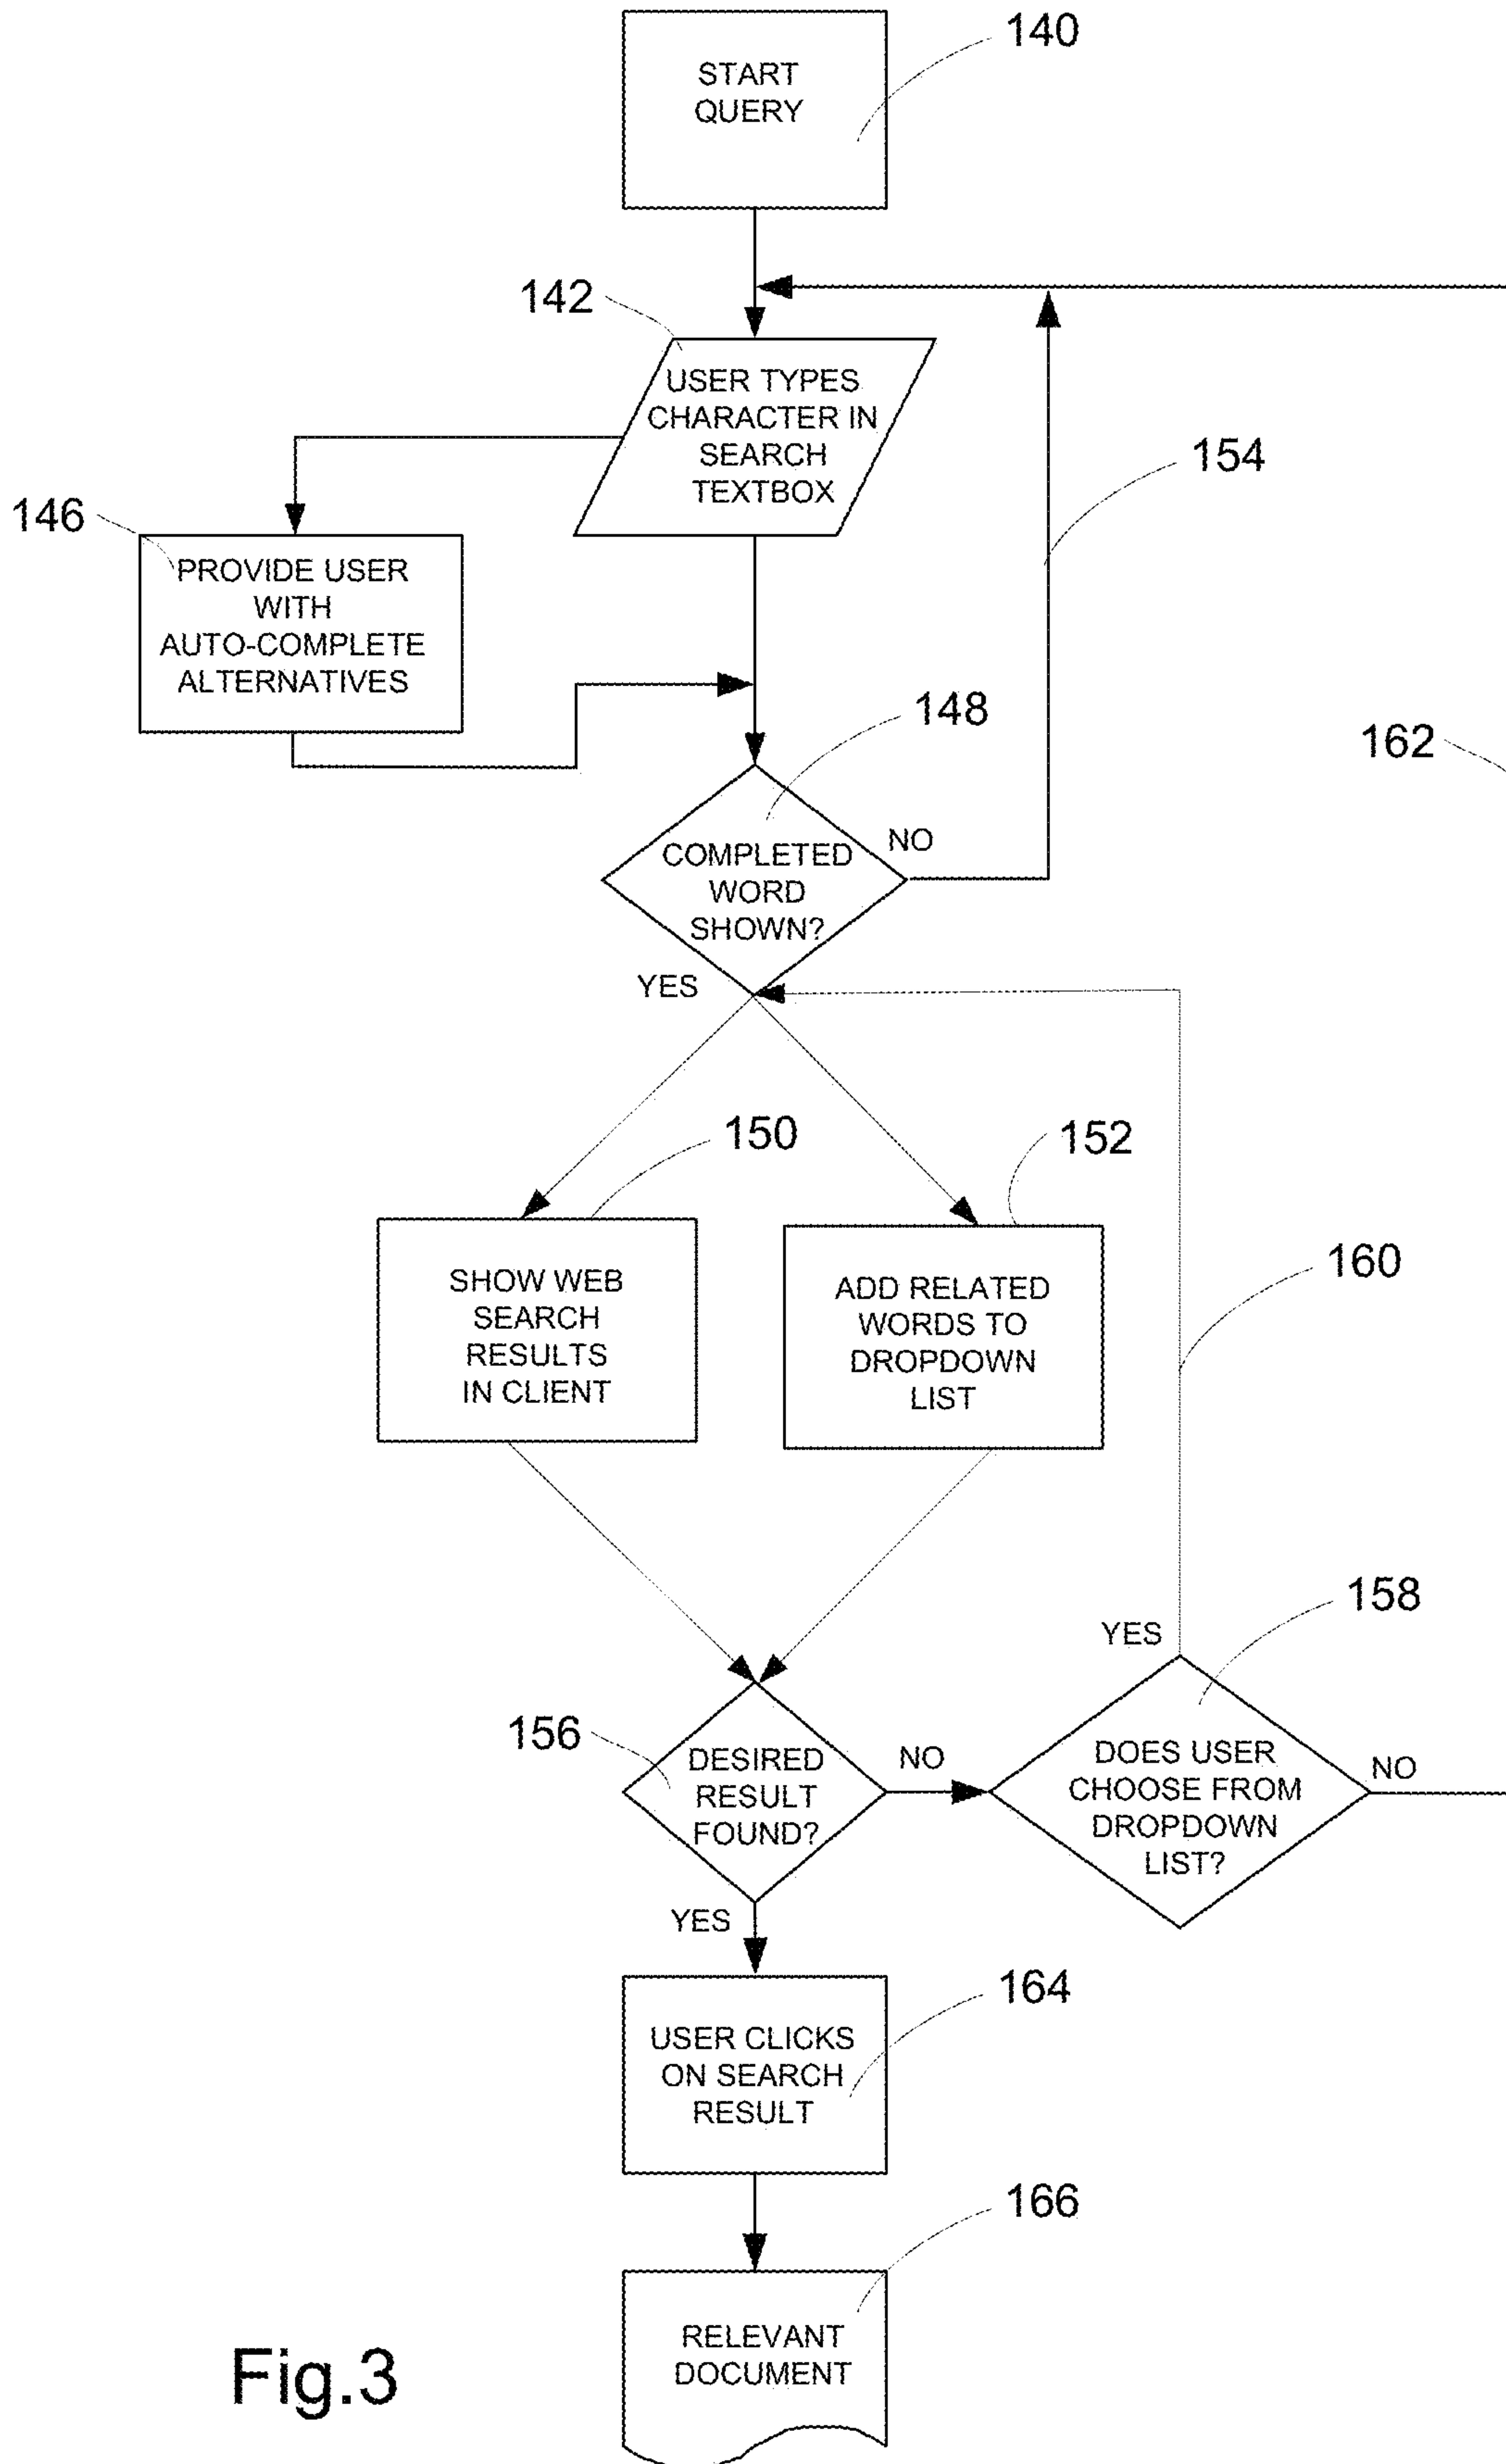 140
START
QUERY
142
USER TYPES
CHARACTER IN
SEARCH
TEXTBOX
154
146
PROVIDE USER
WITH
AUTO-COMPLETE
ALTERNATIVES
148
162
COMPLETED
WORD
SHOWN?
NO
YES
150
152
SHOW WEB
SEARCH
RESULTS
IN CLIENT
ADD RELATED
WORDS TO
DROPDOWN
LIST
160
158
YES
156
DESIRED
RESULT
FOUND?
NO
DOES USER
CHOOSE FROM
DROPDOWN
LIST?
NO
YES
164
USER CLICKS
ON SEARCH
RESULT
166
RELEVANT
DOCUMENT
Fig.3